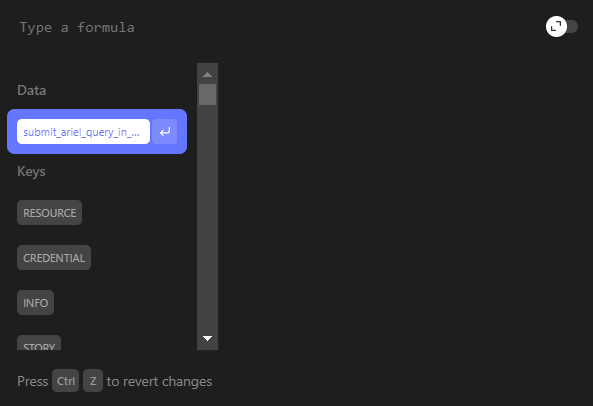 Type a formula
Data
submit_ariel_query_in_...
Keys
RESOURCE
CREDENTIAL
INFO
STORY
Press Ctrl Z to revert changes